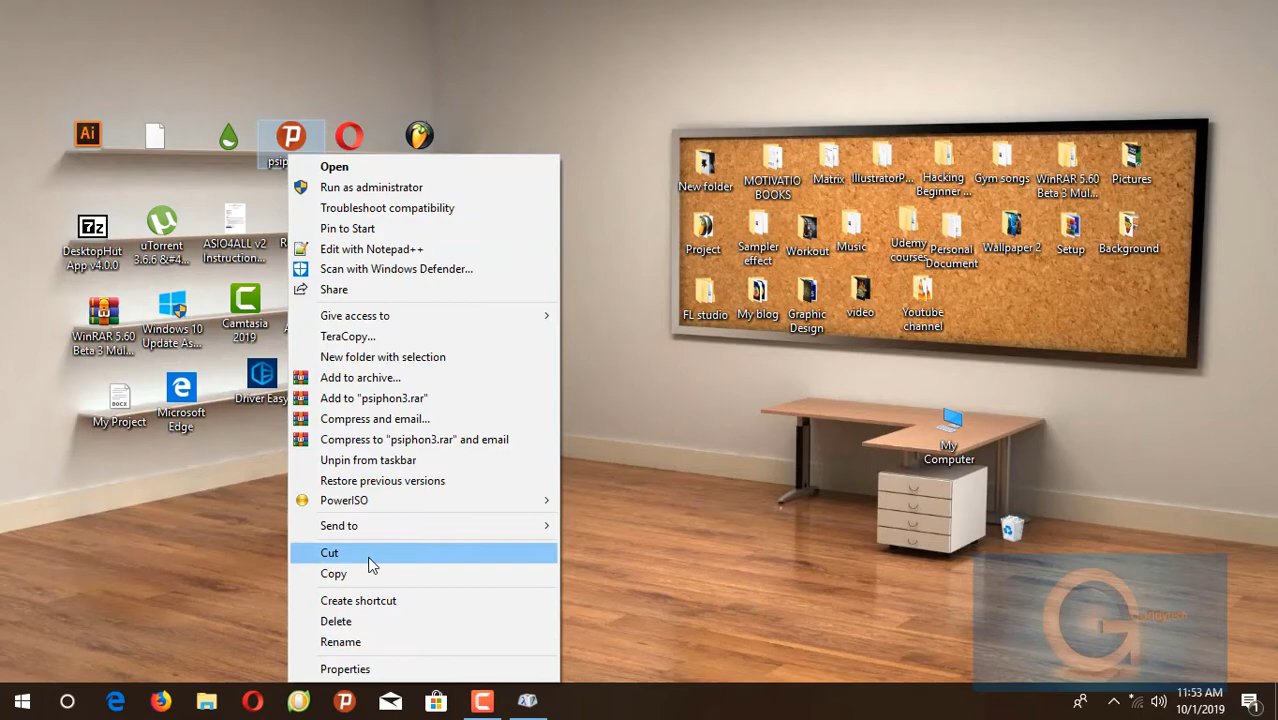 Ai
New folder
MOTIVATIO
BOOKS
Matrix
IllustratorP...
Hacking
Beginner ...
Gym songs
WinRAR 5.60
Beta 3 Mul...
Pictures
Open
Run as administrator
Troubleshoot compatibility
Pin to Start
Edit with Notepad++
Scan with Windows Defender...
Share
Give access to
TeraCopy...
New folder with selection
Add to archive...
Add to "psiphon3.rar"
Compress and email...
Compress to "psiphon3.rar" and email
Unpin from taskbar
Restore previous versions
PowerISO
Send to
Cut
Copy
Create shortcut
Delete
Rename
Properties
7z
DesktopHut
App v4.0.0
uTorrent
3.6.6 &#4...
ASIO4ALL v2
Instruction...
Project
Sampler
effect
Workout
Music
Udemy
courses
Personal
Document
Wallpaper 2
Setup
Background
WinRAR 5.60
Beta 3 Mul...
Windows 10
Update As...
Camtasia
2019
FL studio
My blog
Graphic
Design
video
Youtube
channel
DOCX
My Project
Microsoft
Edge
Driver Easy
My
Computer
11:53 AM
10/1/2019
1